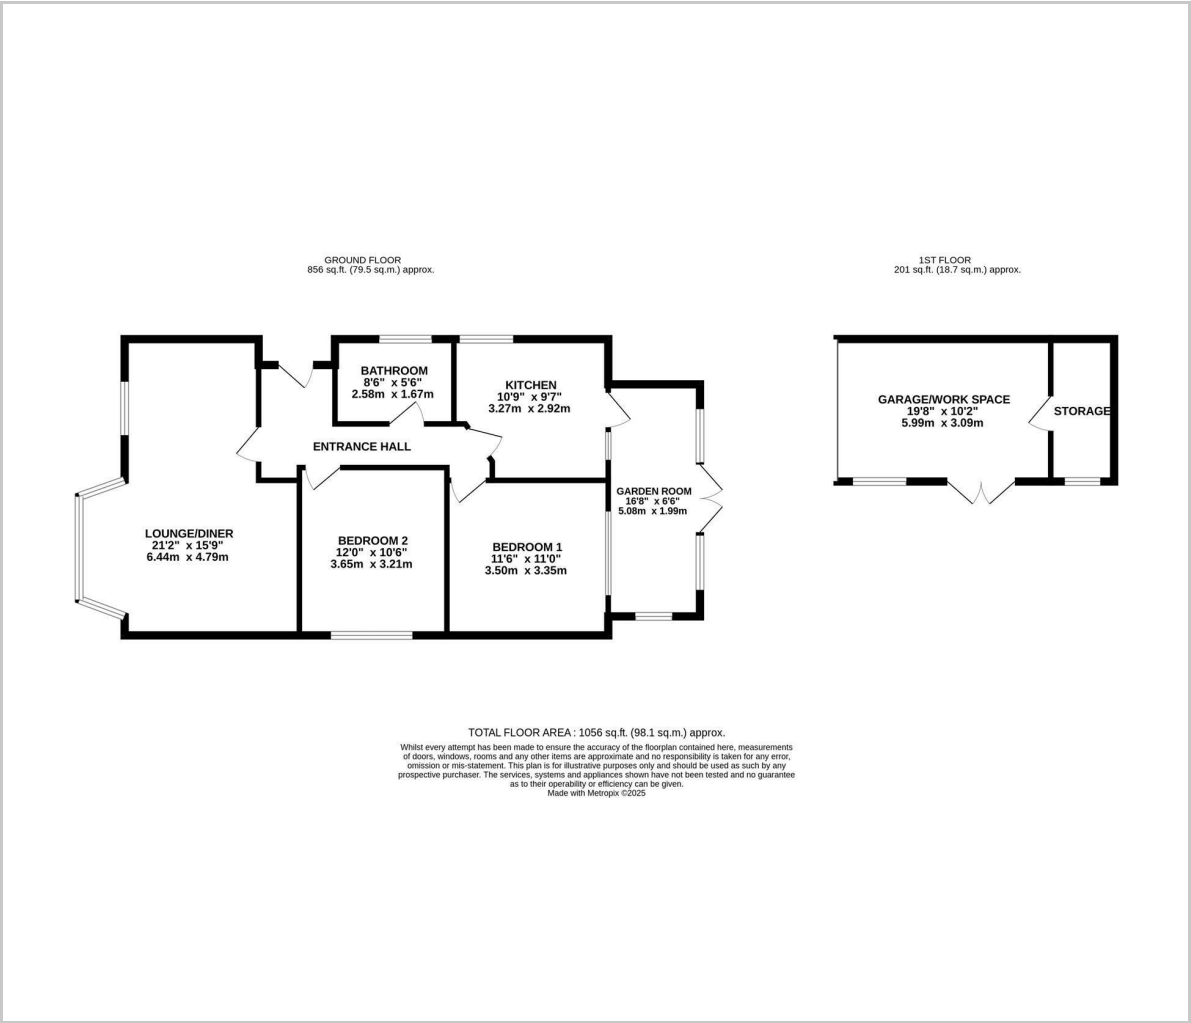 GROUND FLOOR
856 sq.ft. (79.5 sq.m.) approx.
1ST FLOOR
201 sq.ft. (18.7 sq.m.) approx.
BATHROOM
8'6" x 5'6"
2.58m x 1.67m
KITCHEN
10'9" x 9'7"
3.27m x 2.92m
ENTRANCE HALL
GARDEN ROOM
16'8" x 6'6"
5.08m x 1.99m
LOUNGE/DINER
21'2" x 15'9"
6.44m x 4.79m
BEDROOM 2
12'0" x 10'6"
3.65m x 3.21m
BEDROOM 1
11'6" x 11'0"
3.50m x 3.35m
GARAGE/WORK SPACE
19'8" x 10'2"
5.99m x 3.09m
STORAGE
TOTAL FLOOR AREA : 1056 sq.ft. (98.1 sq.m.) approx.
Whilst every attempt has been made to ensure the accuracy of the floorplan contained here, measurements
of doors, windows, rooms and any other items are approximate and no responsibility is taken for any error,
omission or mis-statement. This plan is for illustrative purposes only and should be used as such by any
prospective purchaser. The services, systems and appliances shown have not been tested and no guarantee
as to their operability or efficiency can be given.
Made with Metropix ©2025